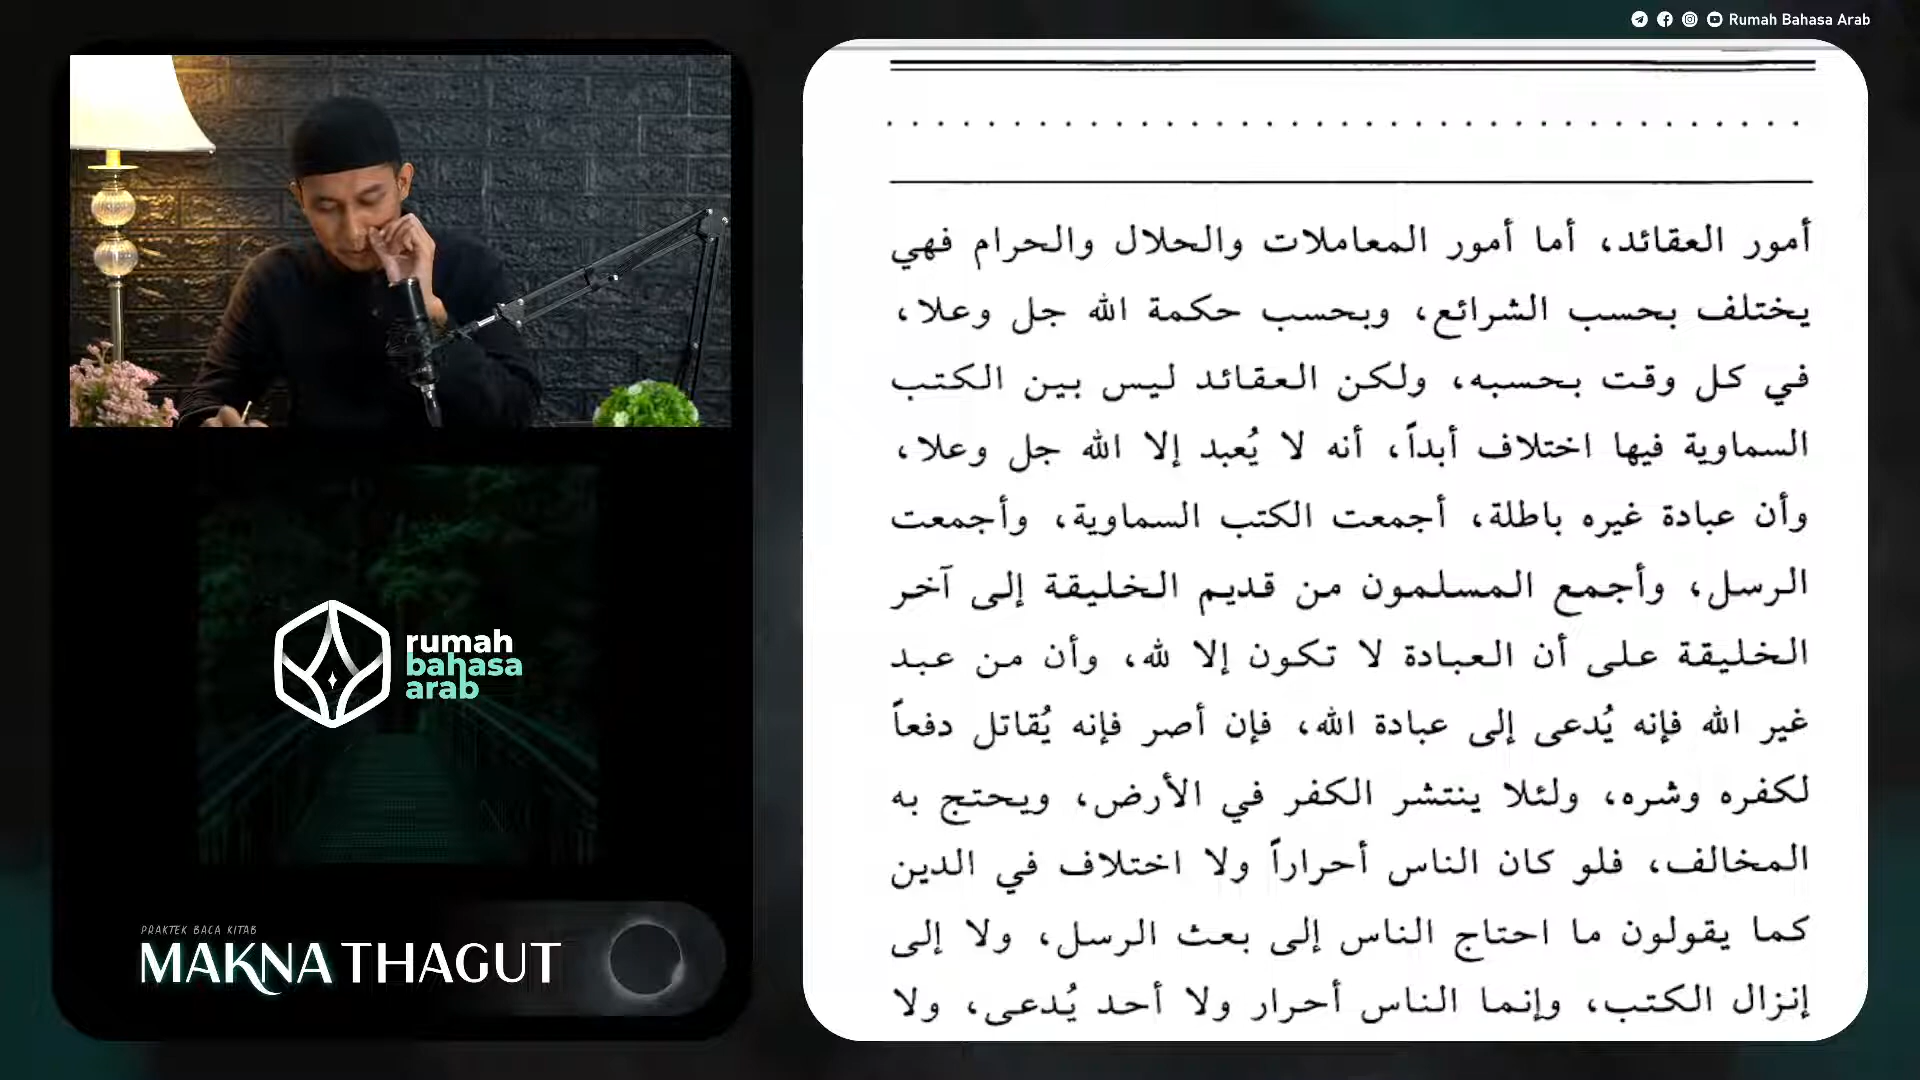 Rumah Bahasa Arab
أمور العقائد، أما أمور المعاملات والحلال والحرام فهي
يختلف بحسب الشرائع، وبحسب حكمة الله جل وعلا،
في كل وقت بحسبه، ولكن العقائد ليس بين الكتب
السماوية فيها اختلاف أبداً، أنه لا يُعبد إلا الله جل وعلا،
وأن عبادة غيره باطلة، أجمعت الكتب السماوية، وأجمعت
الرسل، وأجمع المسلمون من قديم الخليقة إلى آخر
الخليقة على أن العبادة لا تكون إلا لله، وأن من عبد
غير الله فإنه يُدعى إلى عبادة الله، فإن أصر فإنه يُقاتل دفعاً
لكفره وشره، ولئلا ينتشر الكفر في الأرض، ويحتج به
المخالف، فلو كان الناس أحراراً ولا اختلاف في الدين
كما يقولون ما احتاج الناس إلى بعث الرسل، ولا إلى
إنزال الكتب، وإنما الناس أحرار ولا أحد يُدعى، ولا
rumah
bahasa
arab
PRAKTEK BACA KITAB
MAKNA THAGUT